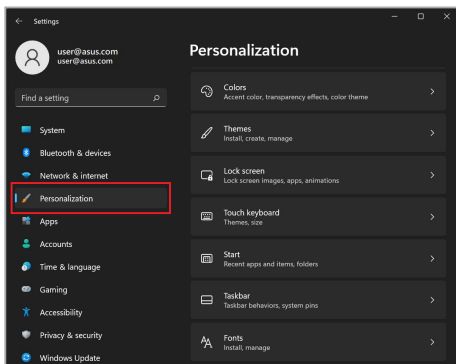 Settings
user@asus.com
user@asus.com
Find a setting
System
Bluetooth & devices
Network & internet
Personalization
Apps
Accounts
Time & language
Gaming
Accessibility
Privacy & security
Windows Update
Personalization
Colors
Accent color, transparency effects, color theme
Themes
Install, create, manage
Lock screen
Lock screen images, apps, animations
Touch keyboard
Themes, size
Start
Recent apps and items, folders
Taskbar
Taskbar behaviors, system pins
Fonts
Install, manage